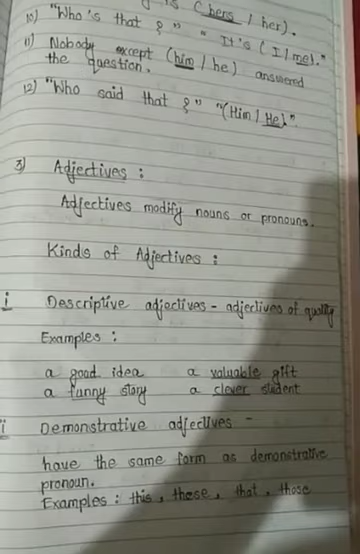 is (hers / her).
10) "Who's that ?" "It's (I / me)."
11) Nobody except (him / he) answered
the question.
12) "Who said that ?" "(Him / He)."
3) Adjectives :
Adjectives modify nouns or pronouns.
Kinds of Adjectives :
i Descriptive adjectives - adjectives of quality
Examples :
a good idea a valuable gift
a funny story a clever student
ii Demonstrative adjectives -
have the same form as demonstrative
pronoun.
Examples : this, these, that, those